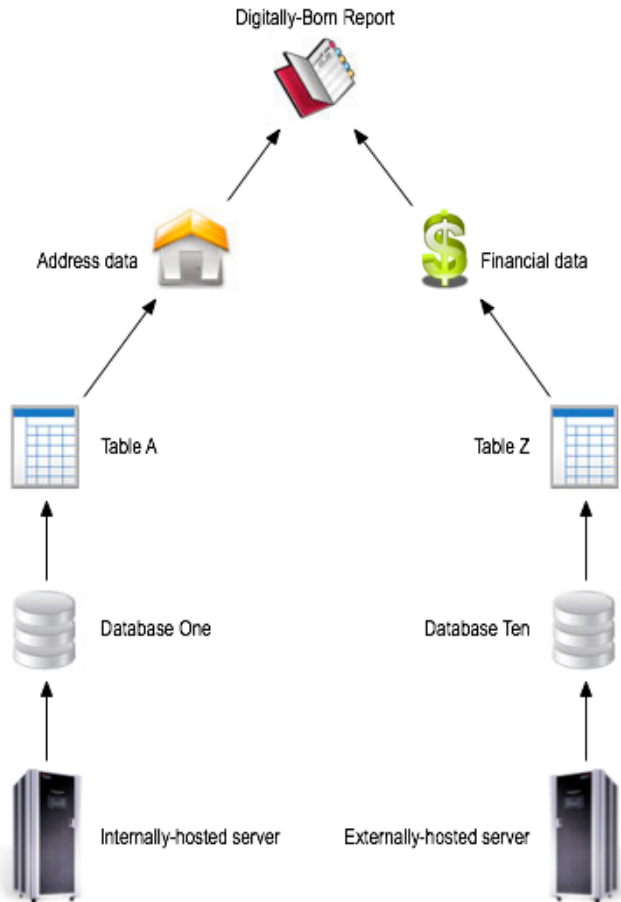 Digitally-Born Report
Address data
Financial data
Table A
Table Z
Database One
Database Ten
Internally-hosted server
Externally-hosted server